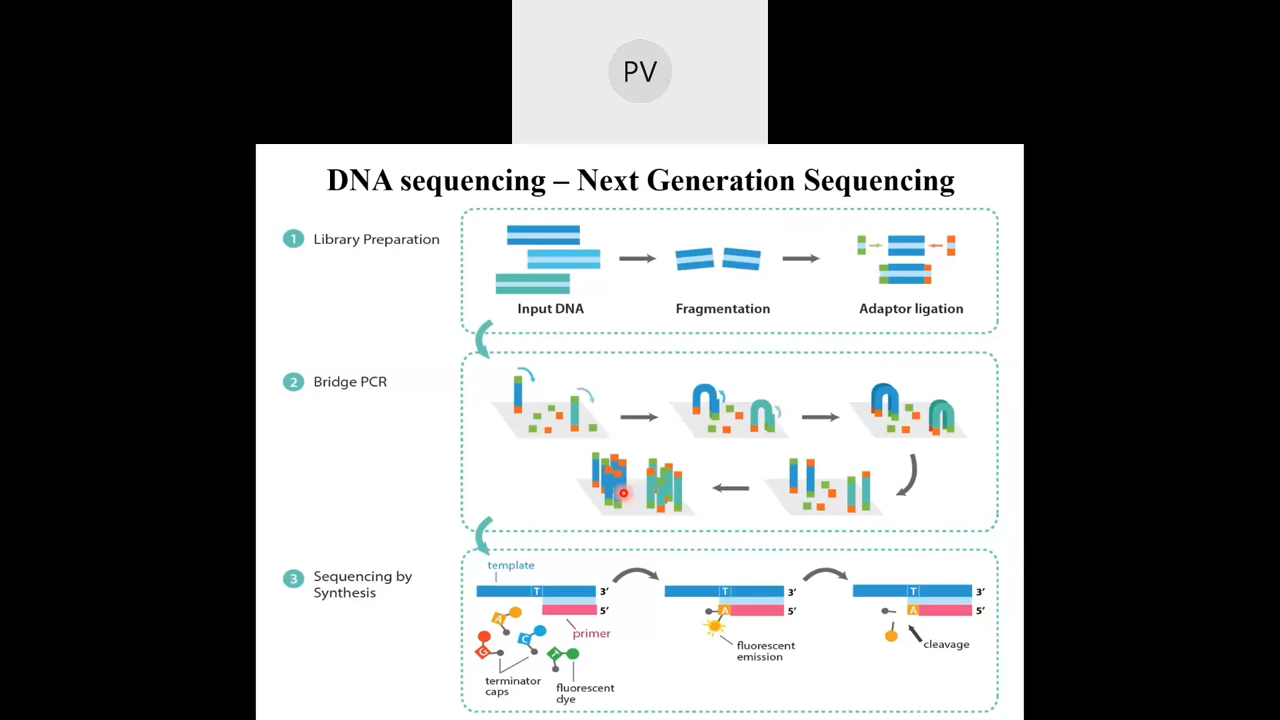 PV
DNA sequencing – Next Generation Sequencing
1 Library Preparation
Input DNA
Fragmentation
Adaptor ligation
2 Bridge PCR
3 Sequencing by
Synthesis
template
T
3’
5’
primer
A
G
C
T
terminator
caps
fluorescent
dye
T
3’
A
5’
fluorescent
emission
T
3’
A
5’
cleavage